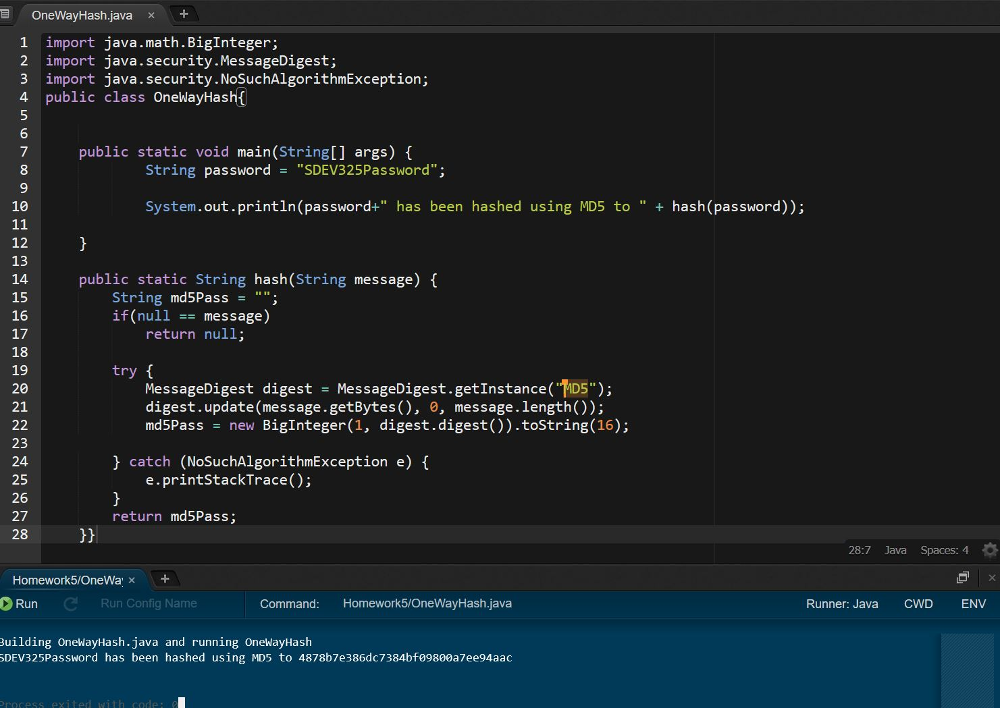 OneWayHash.java × +
1 import java.math.BigInteger;
2 import java.security.MessageDigest;
3 import java.security.NoSuchAlgorithmException;
4 public class OneWayHash{
5
6
7     public static void main(String[] args) {
8             String password = "SDEV325Password";
9
10             System.out.println(password+" has been hashed using MD5 to " + hash(password));
11
12     }
13
14     public static String hash(String message) {
15         String md5Pass = "";
16         if(null == message)
17             return null;
18
19         try {
20             MessageDigest digest = MessageDigest.getInstance("MD5");
21             digest.update(message.getBytes(), 0, message.length());
22             md5Pass = new BigInteger(1, digest.digest()).toString(16);
23
24         } catch (NoSuchAlgorithmException e) {
25             e.printStackTrace();
26         }
27         return md5Pass;
28     }}
28:7 Java Spaces: 4
Homework5/OneWay × +
Run Run Config Name Command: Homework5/OneWayHash.java Runner: Java CWD ENV
Building OneWayHash.java and running OneWayHash
SDEV325Password has been hashed using MD5 to 4878b7e386dc7384bf09800a7ee94aac
Process exited with code: 0